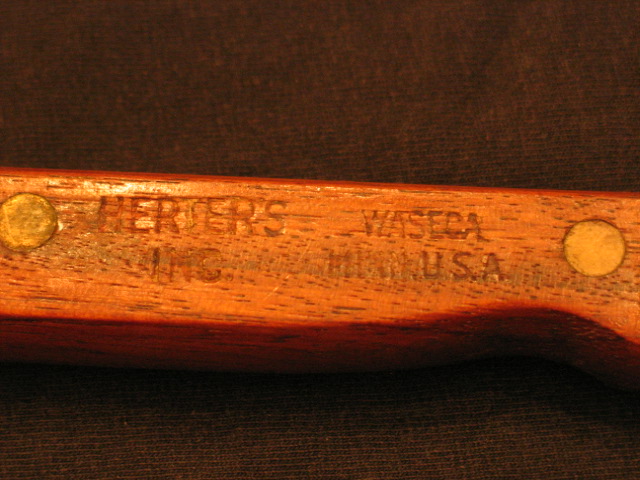 HERTER'S
INC.
WASECA
MINN. U.S.A.